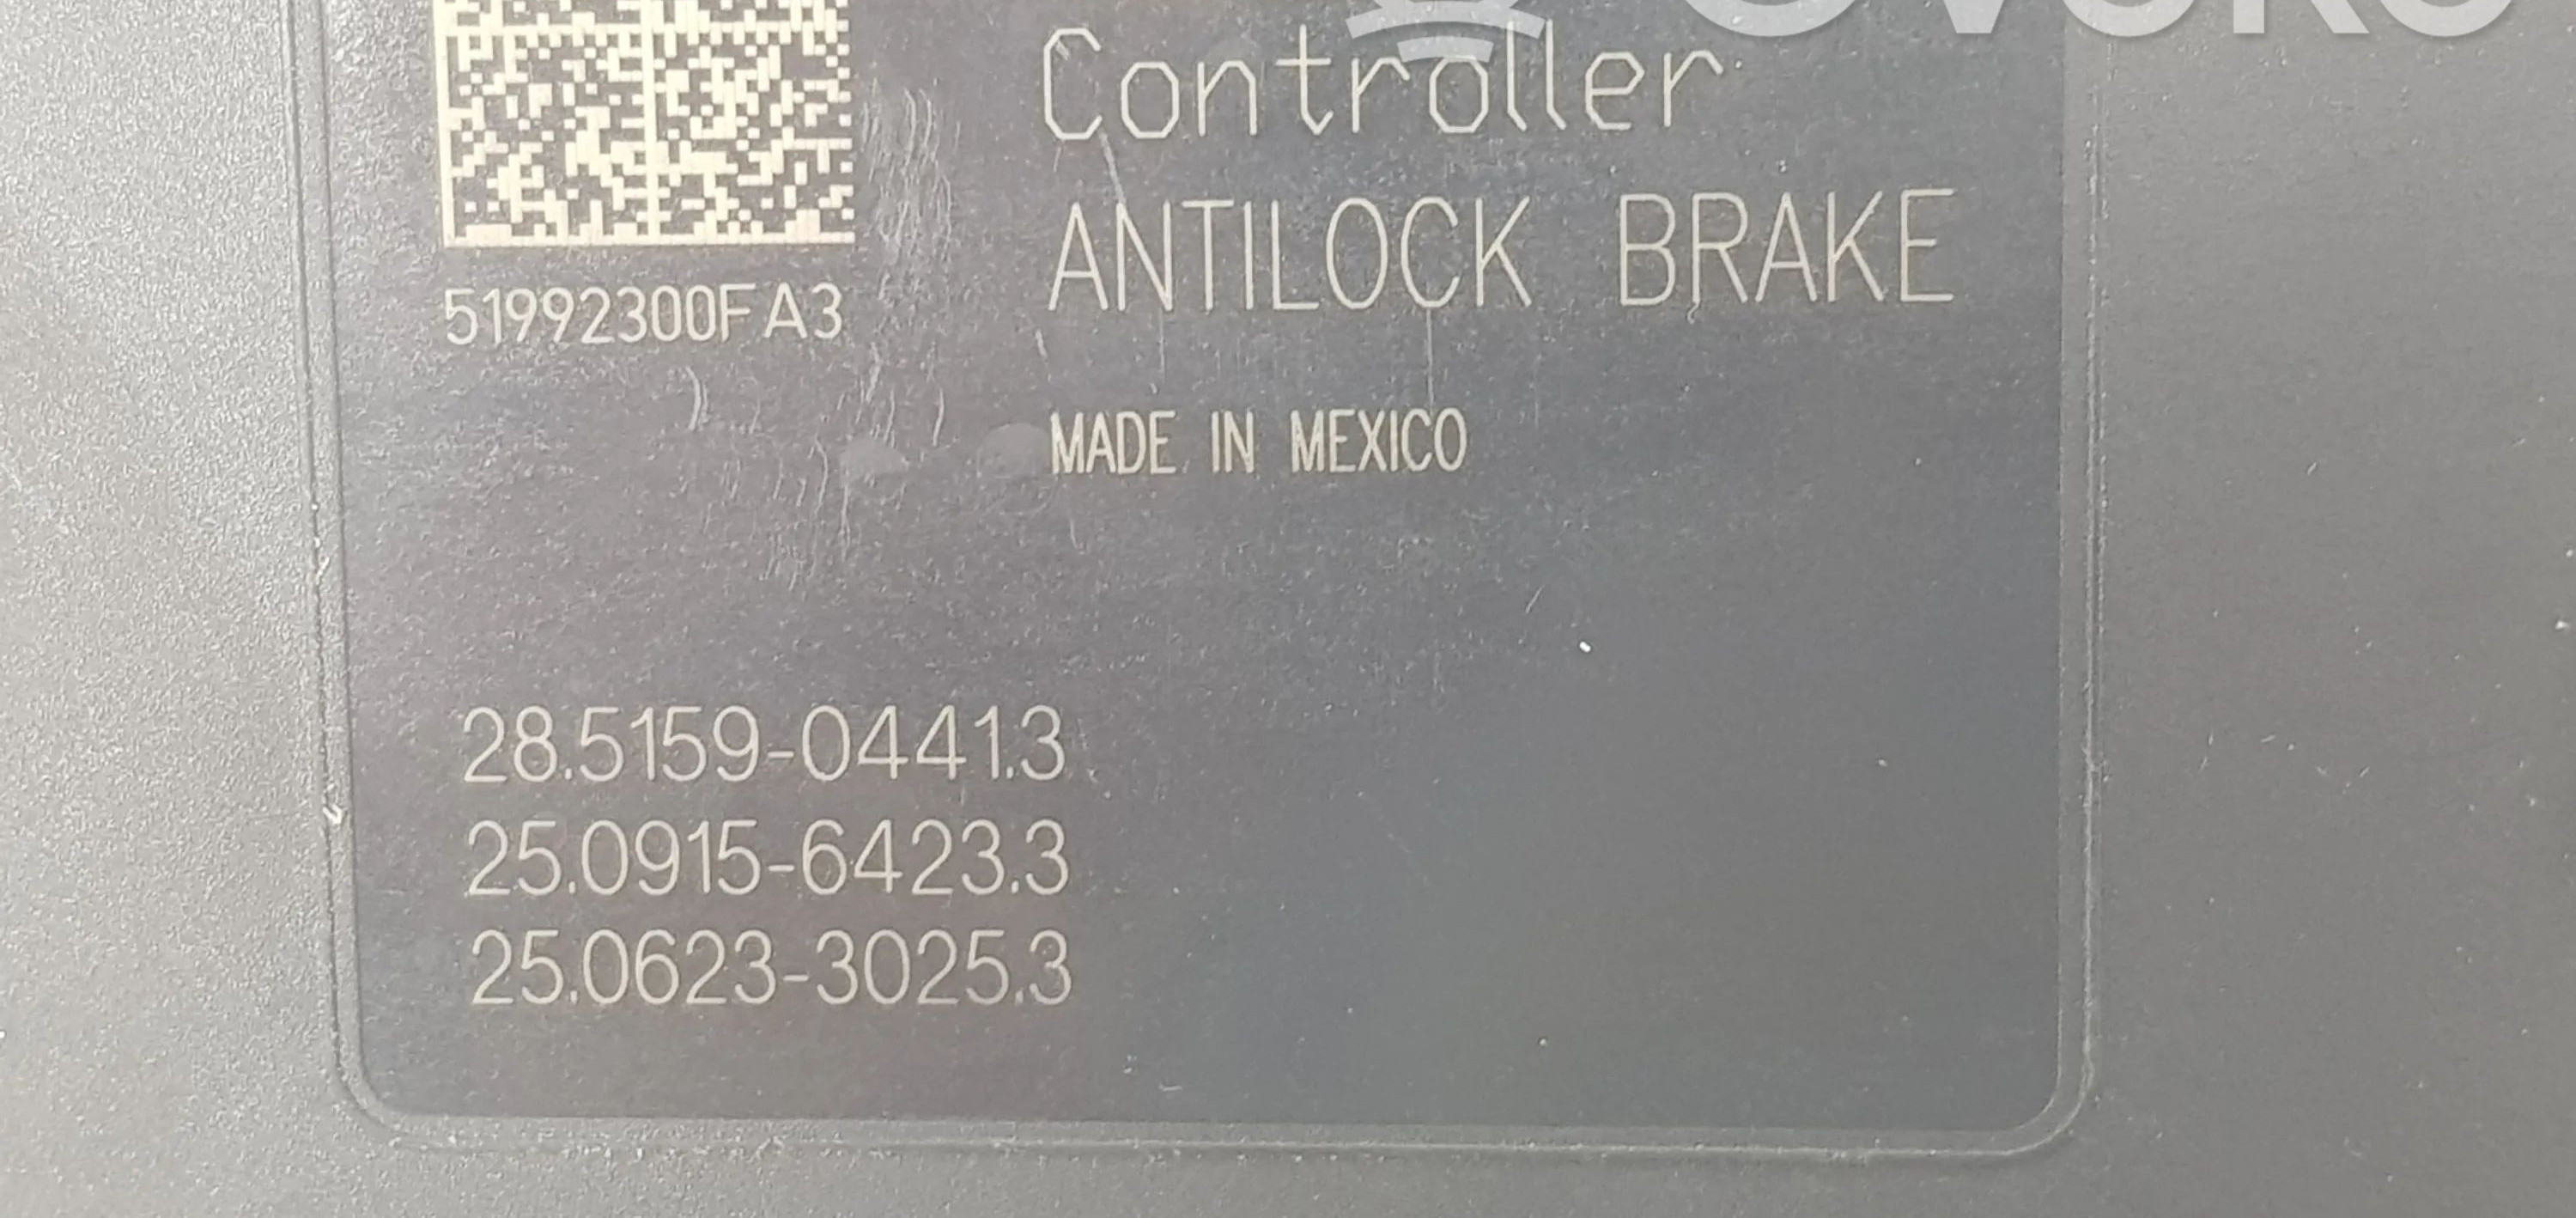 Controller
ANTILOCK BRAKE
51992300FA3
MADE IN MEXICO
28.5159-0441.3
25.0915-6423.3
25.0623-3025.3